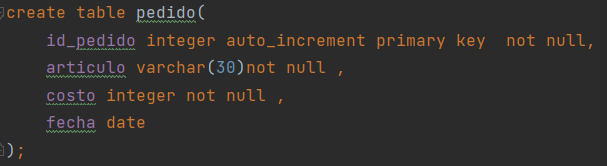 create table pedido(
id_pedido integer auto_increment primary key  not null,
articulo varchar(30)not null ,
costo integer not null ,
fecha date
);